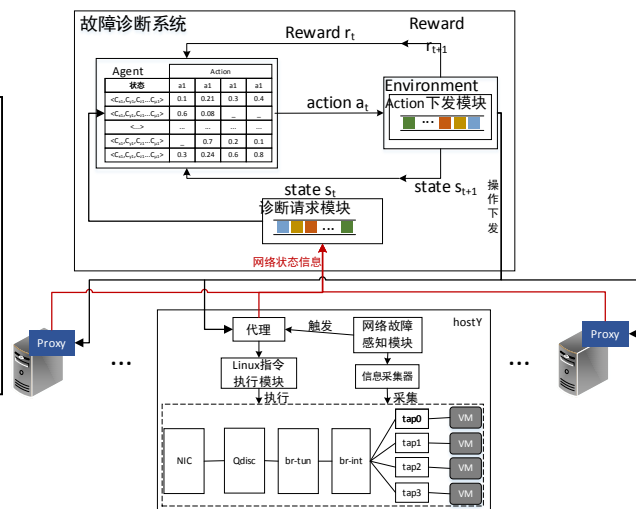 故障诊断系统
Reward rt
Reward
rt+1
Agent
Action
状态 a1 a1 a1 a1
<Cn1,Cp1,Cs1...Cpt> 0.1 0.21 0.3 0.4
0.6 0.08 _ _
<...> ... ... ... ...
_ 0.7 0.2 0.1
0.3 0.24 0.6 0.8
action at
Environment
Action下发模块
...
state st
state st+1
诊断请求模块
...
操作下发
网络状态信息
Proxy
...
代理
触发
网络故障
感知模块
hostY
Linux指令
执行模块
信息采集器
执行
采集
...
Proxy
NIC
Qdisc
br-tun
br-int
tap0
VM
tap1
VM
tap2
VM
tap3
VM